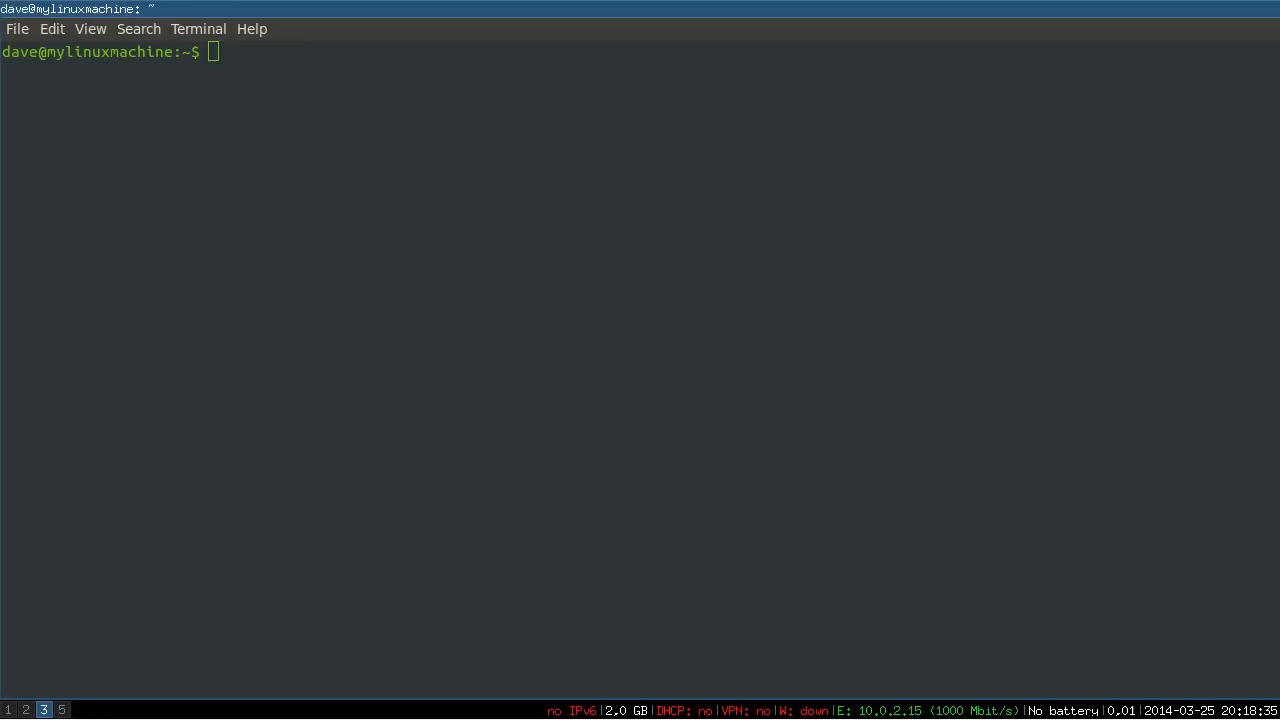 dave@mylinuxmachine: ~
File Edit View Search Terminal Help
dave@mylinuxmachine:~$
1 2 3 5 no IPv6|2,0 GB|DHCP: no|VPN: no|W: down|E: 10.0.2.15 (1000 Mbit/s)|No battery|0,01|2014-03-25 20:18:35